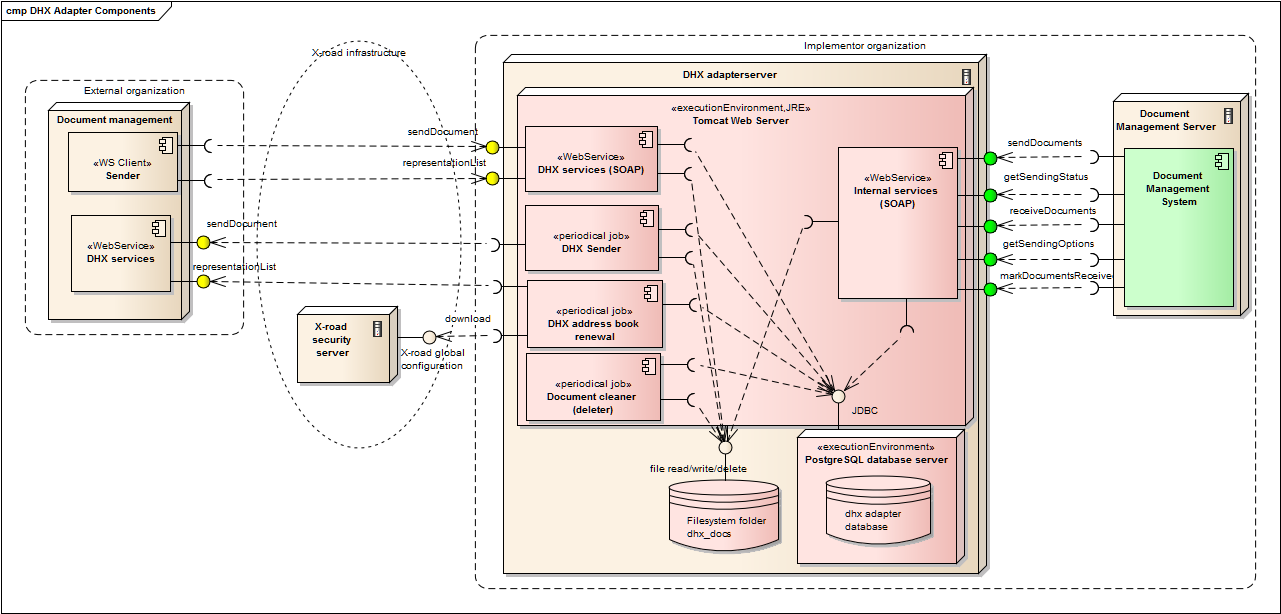 cmp DHX Adapter Components
External organization
Document management
«WS Client»
Sender
«WebService»
DHX services
sendDocument
representationList
X-road infrastructure
sendDocument
representationList
X-road
security
server
download
X-road global
configuration
Implementor organization
DHX adapterserver
«executionEnvironment,JRE»
Tomcat Web Server
«WebService»
DHX services (SOAP)
«periodical job»
DHX Sender
«periodical job»
DHX address book
renewal
«periodical job»
Document cleaner
(deleter)
«WebService»
Internal services
(SOAP)
JDBC
file read/write/delete
Filesystem folder
dhx_docs
«executionEnvironment»
PostgreSQL database server
dhx adapter
database
sendDocuments
getSendingStatus
receiveDocuments
getSendingOptions
markDocumentsReceive
Document
Management Server
Document
Management
System